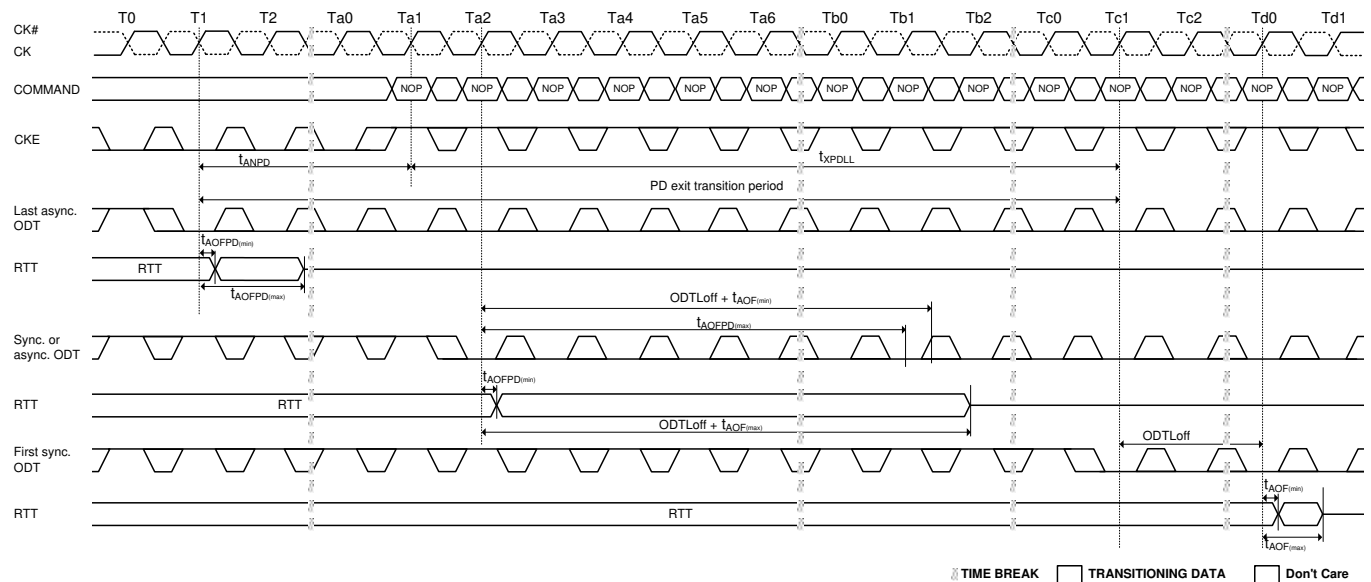 T0 T1 T2 Ta0 Ta1 Ta2 Ta3 Ta4 Ta5 Ta6 Tb0 Tb1 Tb2 Tc0 Tc1 Tc2 Td0 Td1
CK#
CK
COMMAND NOP NOP NOP NOP NOP NOP NOP NOP NOP NOP NOP NOP NOP NOP
CKE
tANPD tXPDLL
PD exit transition period
Last async.
ODT
tAOFPD(min)
RTT RTT
tAOFPD(max)
ODTLoff + tAOF(min)
tAOFPD(max)
Sync. or
async. ODT
tAOFPD(min)
RTT RTT
ODTLoff + tAOF(max)
First sync.
ODT
ODTLoff
tAOF(min)
RTT RTT
tAOF(max)
TIME BREAK TRANSITIONING DATA Don't Care